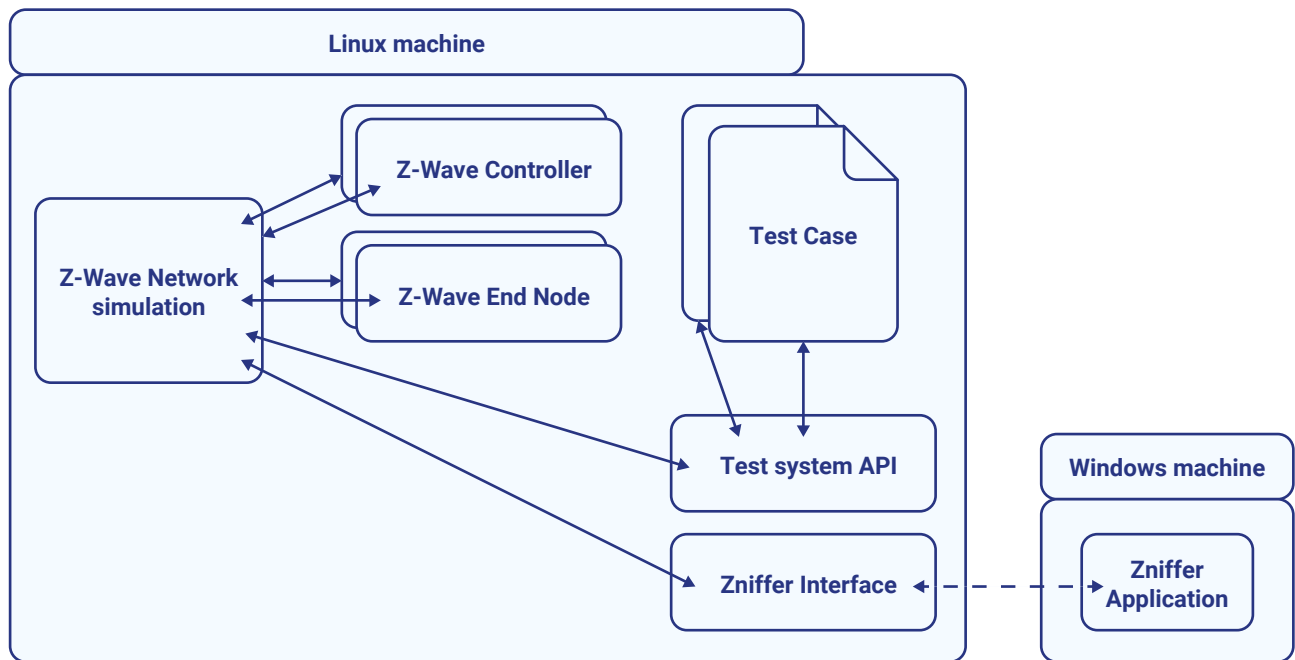 Linux machine
Z-Wave Controller
Test Case
Z-Wave Network
simulation
Z-Wave End Node
Test system API
Windows machine
Zniffer Interface
Zniffer
Application